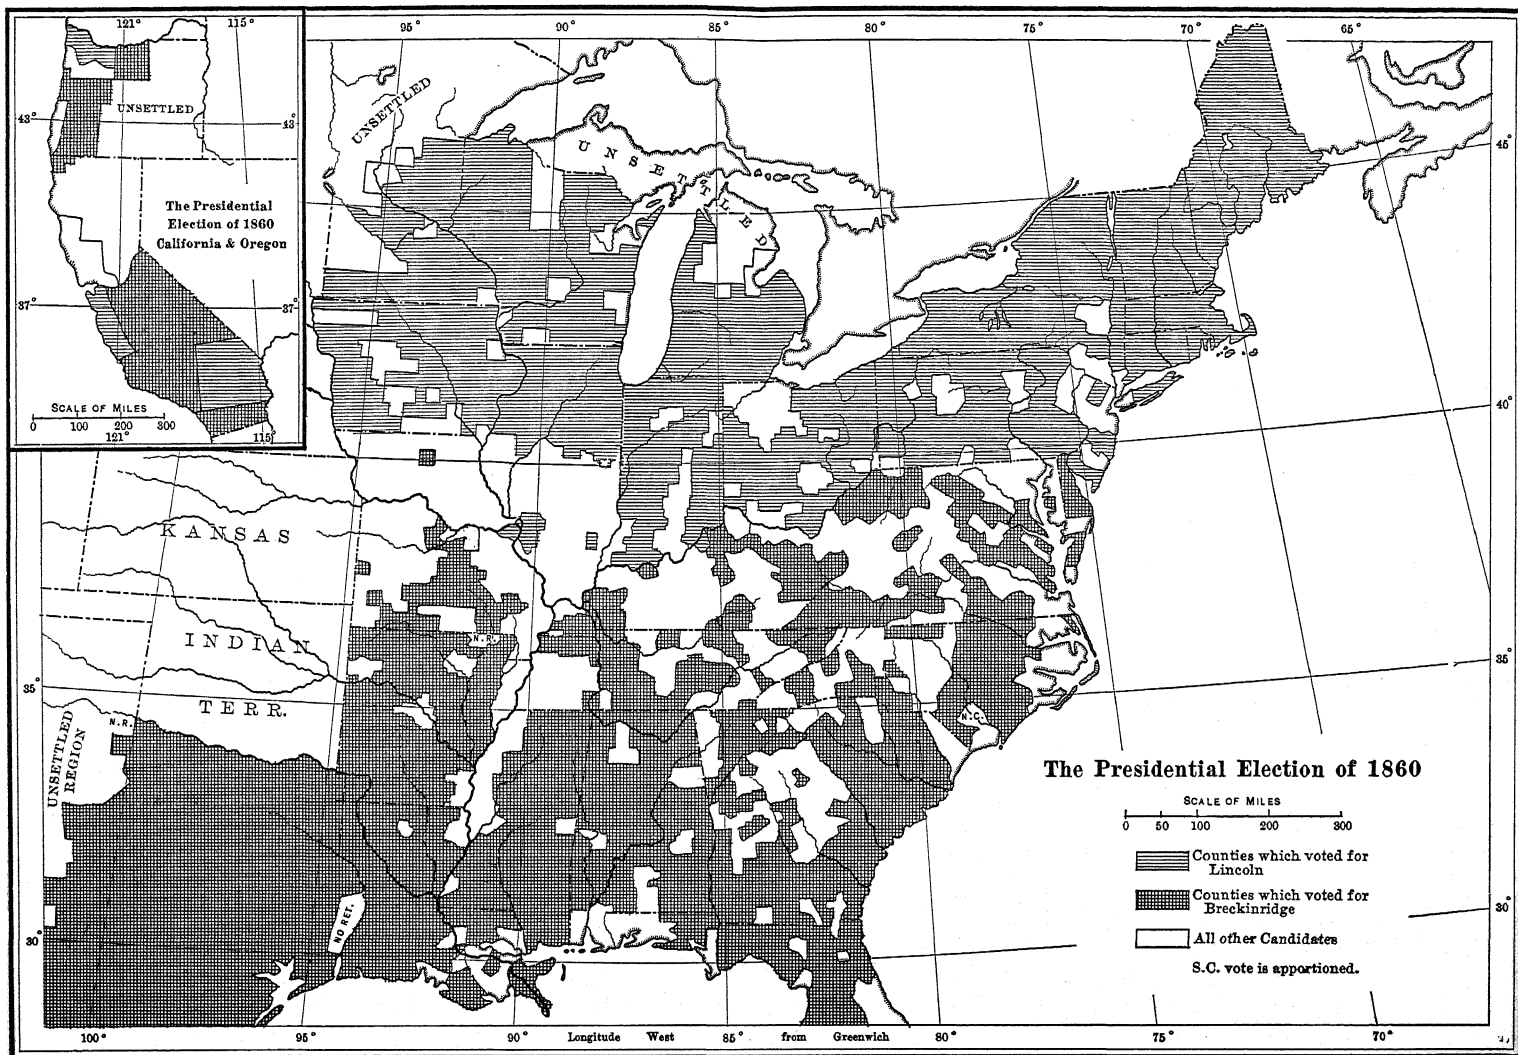 121° 115°
43° UNSETTLED 43°
The Presidential
Election of 1860
California & Oregon
37° 37°
SCALE OF MILES
0 100 200 300
121° 115°
95° 90° 85° 80° 75° 70° 65°
UNSETTLED
UNSETTLED
45°
40°
35°
30°
KANSAS
INDIAN
TERR.
35°
N.R.
N.R.
UNSETTLED
REGION
NO RET.
N.C.
30°
The Presidential Election of 1860
SCALE OF MILES
0 50 100 200 300
Counties which voted for
Lincoln
Counties which voted for
Breckinridge
All other Candidates
S.C. vote is apportioned.
100° 95° 90° Longitude West 85° from Greenwich 80° 75° 70°